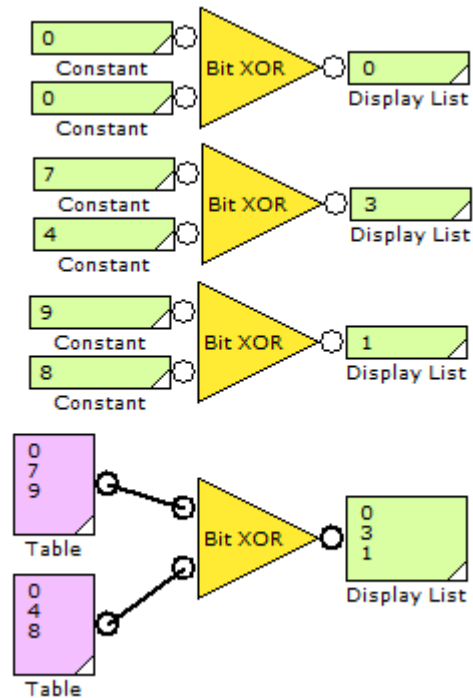 0
Constant
0
Constant
Bit XOR
0
Display List
7
Constant
4
Constant
Bit XOR
3
Display List
9
Constant
8
Constant
Bit XOR
1
Display List
0
7
9
Table
0
4
8
Table
Bit XOR
0
3
1
Display List